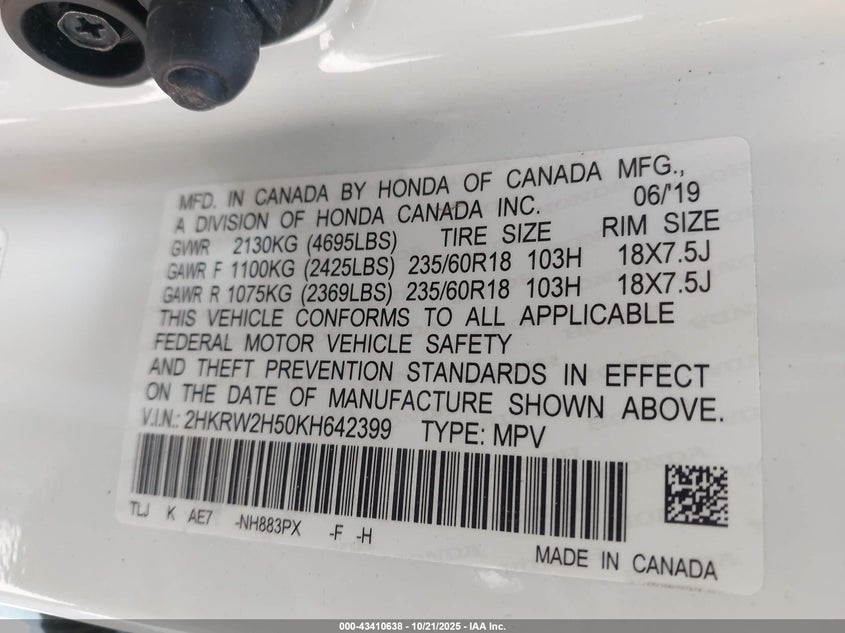 MFD. IN CANADA BY HONDA OF CANADA MFG.,
A DIVISION OF HONDA CANADA INC. 06/'19
GVWR 2130KG (4695LBS) TIRE SIZE RIM SIZE
GAWR F 1100KG (2425LBS) 235/60R18 103H 18X7.5J
GAWR R 1075KG (2369LBS) 235/60R18 103H 18X7.5J
THIS VEHICLE CONFORMS TO ALL APPLICABLE
FEDERAL MOTOR VEHICLE SAFETY
AND THEFT PREVENTION STANDARDS IN EFFECT
ON THE DATE OF MANUFACTURE SHOWN ABOVE.
V.I.N.: 2HKRW2H50KH642399 TYPE: MPV
TLJ K AE7 -NH883PX -F -H
MADE IN CANADA
000-43410638 - 10/21/2025 - IAA Inc.